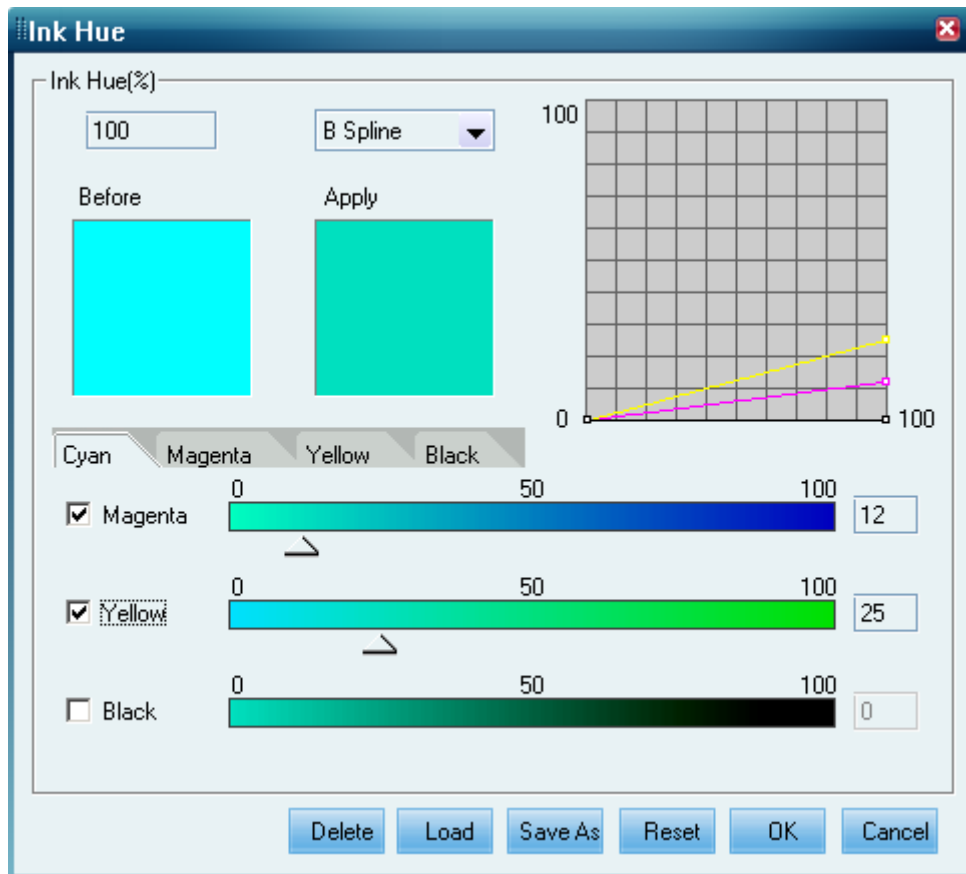 Ink Hue
Ink Hue(%)
100
B Spline
100
Before
Apply
0
100
Cyan
Magenta
Yellow
Black
0
50
100
Magenta
12
0
50
100
Yellow
25
0
50
100
Black
0
Delete
Load
Save As
Reset
OK
Cancel